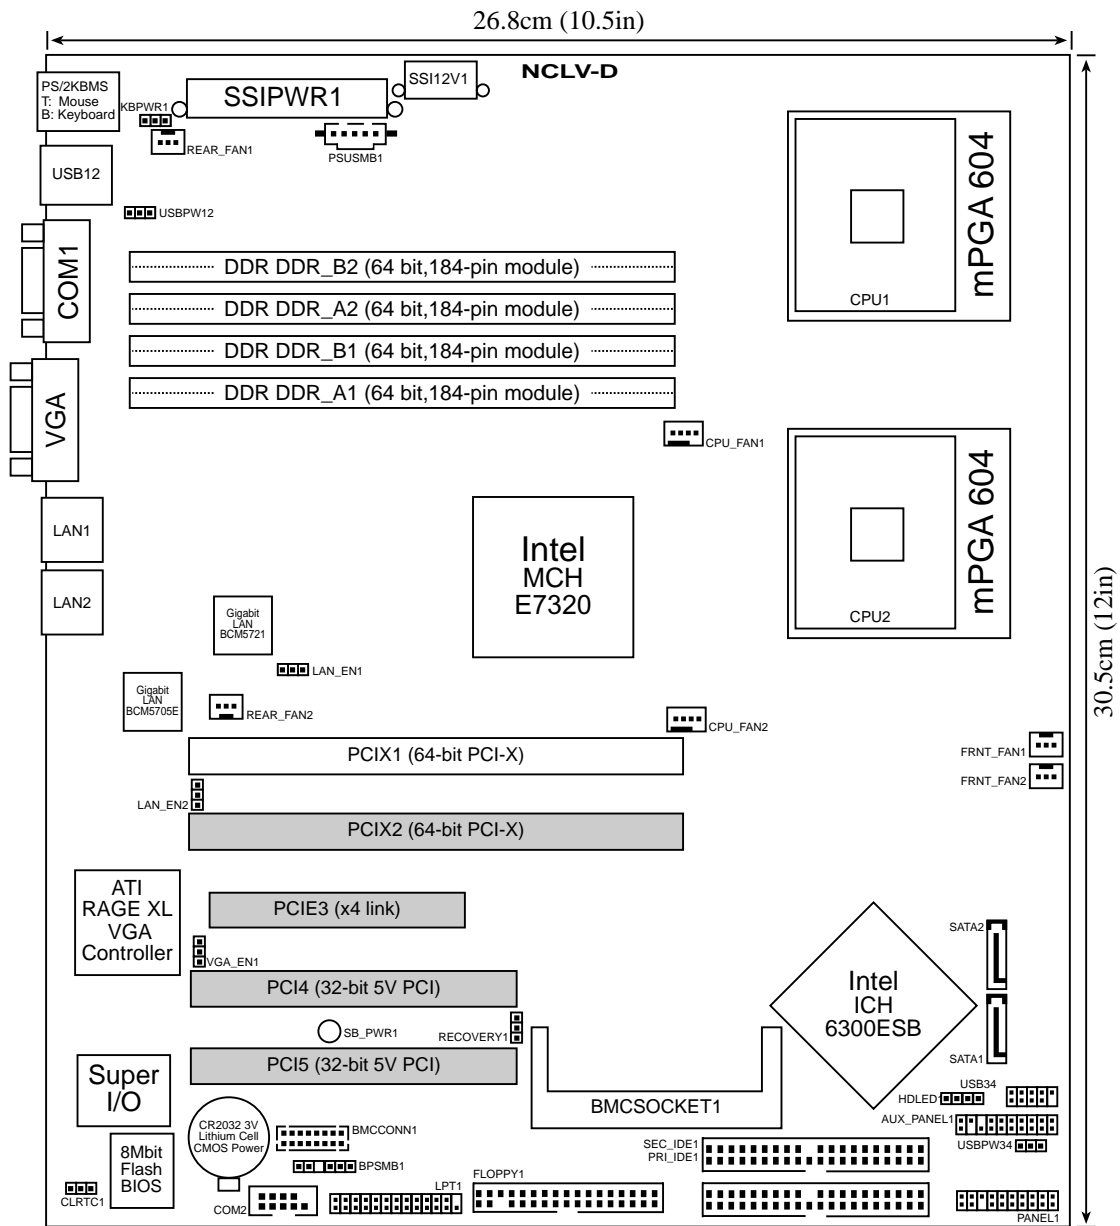 26.8cm (10.5in)
NCLV-D
PS/2KBMS
T: Mouse
B: Keyboard
KBPWR1
SSIPWR1
SSI12V1
REAR_FAN1
PSUSMB1
USB12
USBPW12
COM1
DDR DDR_B2 (64 bit,184-pin module)
DDR DDR_A2 (64 bit,184-pin module)
DDR DDR_B1 (64 bit,184-pin module)
DDR DDR_A1 (64 bit,184-pin module)
CPU1
mPGA 604
VGA
CPU_FAN1
CPU2
mPGA 604
LAN1
LAN2
Intel
MCH
E7320
30.5cm (12in)
Gigabit
LAN
BCM5721
LAN_EN1
Gigabit
LAN
BCM5705E
REAR_FAN2
CPU_FAN2
FRNT_FAN1
FRNT_FAN2
PCIX1 (64-bit PCI-X)
LAN_EN2
PCIX2 (64-bit PCI-X)
ATI
RAGE XL
VGA
Controller
PCIE3 (x4 link)
VGA_EN1
SATA2
Intel
ICH
6300ESB
PCI4 (32-bit 5V PCI)
SB_PWR1
RECOVERY1
SATA1
PCI5 (32-bit 5V PCI)
Super
I/O
BMCSOCKET1
USB34
HDLED1
AUX_PANEL1
USBPW34
CR2032 3V
Lithium Cell
CMOS Power
BMCCONN1
8Mbit
Flash
BIOS
BPSMB1
SEC_IDE1
PRI_IDE1
FLOPPY1
LPT1
CLRTC1
COM2
PANEL1